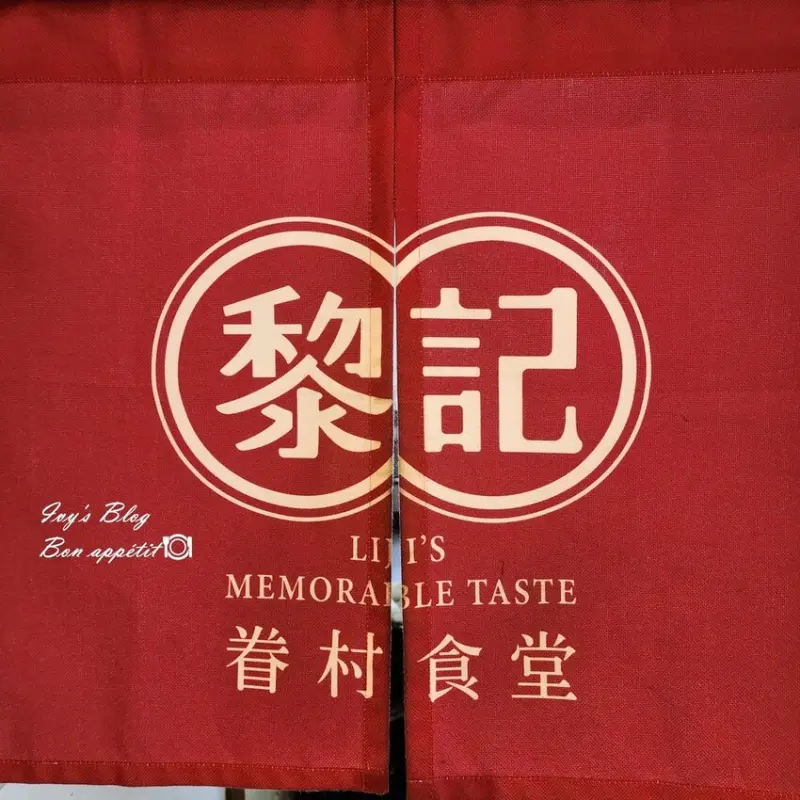 黎記
LIJI'S
MEMORABLE TASTE
眷村食堂
Ivy's Blog
Bon appétit